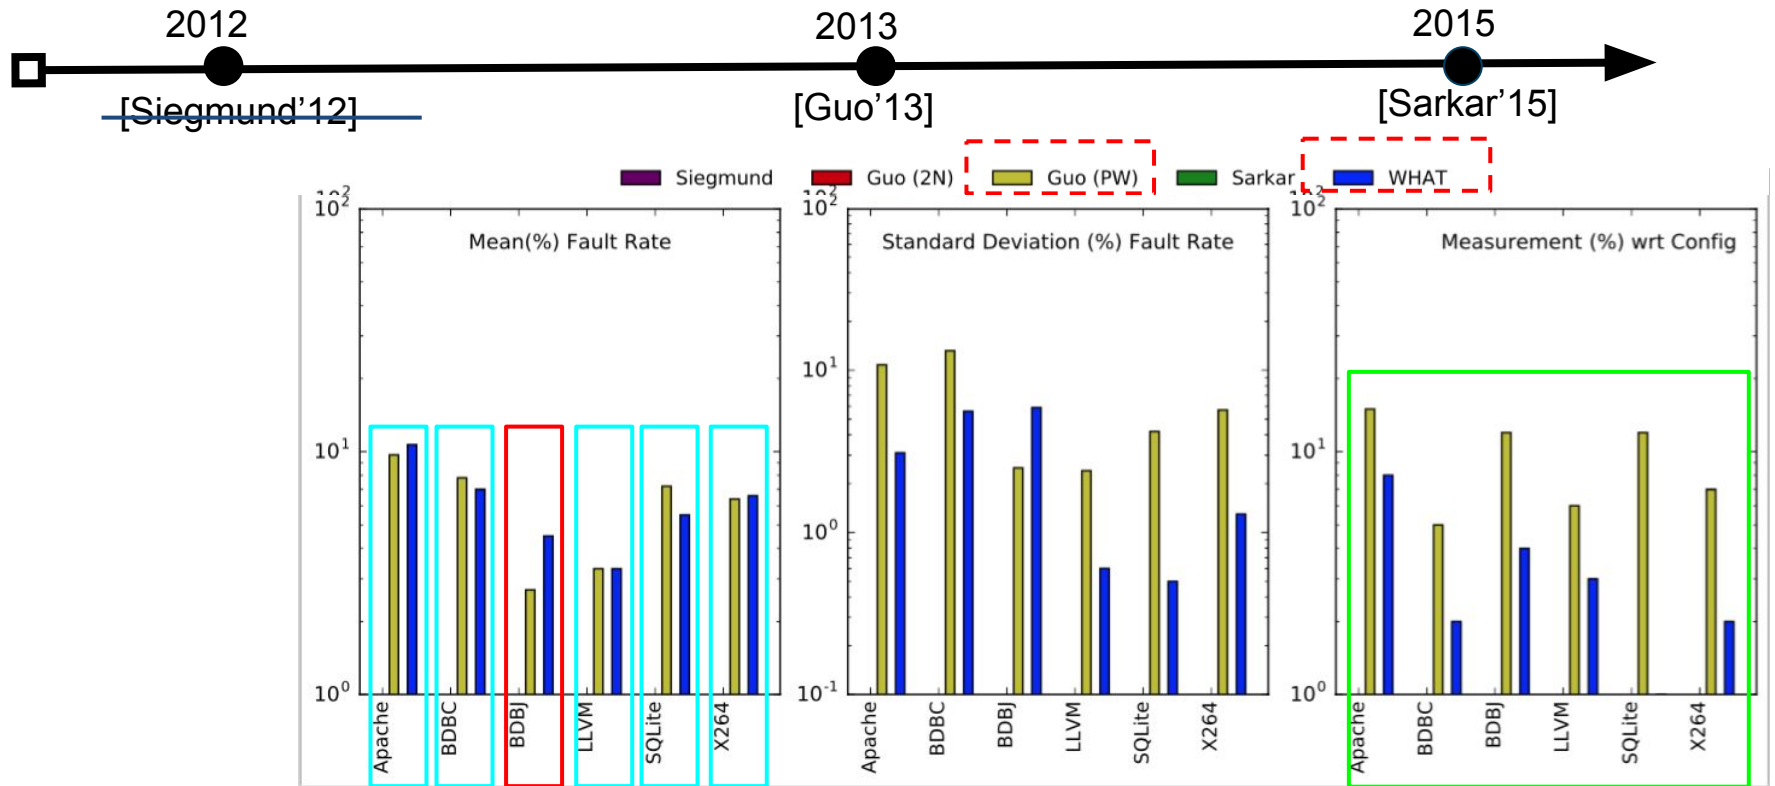 2012 2013 2015
[Siegmund'12] [Guo'13] [Sarkar'15]
Siegmund Guo (2N) Guo (PW) Sarkar WHAT
Mean(%) Fault Rate
10²
10¹
10⁰
Apache BDBC BDBJ LLVM SQLite X264
Standard Deviation (%) Fault Rate
10²
10¹
10⁰
10⁻¹
Apache BDBC BDBJ LLVM SQLite X264
Measurement (%) wrt Config
10²
10¹
10⁰
Apache BDBC BDBJ LLVM SQLite X264